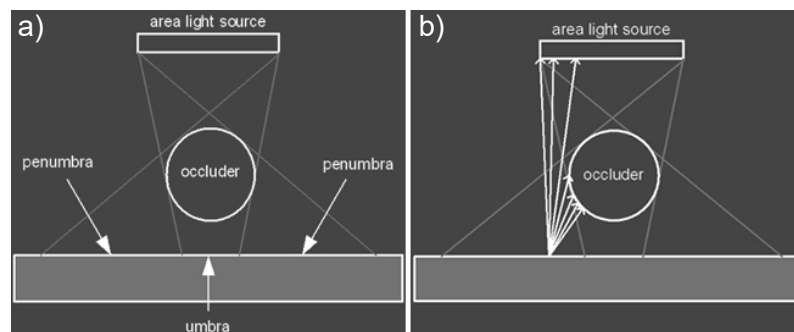 a)
area light source
penumbra
occluder
penumbra
umbra
b)
area light source
occluder